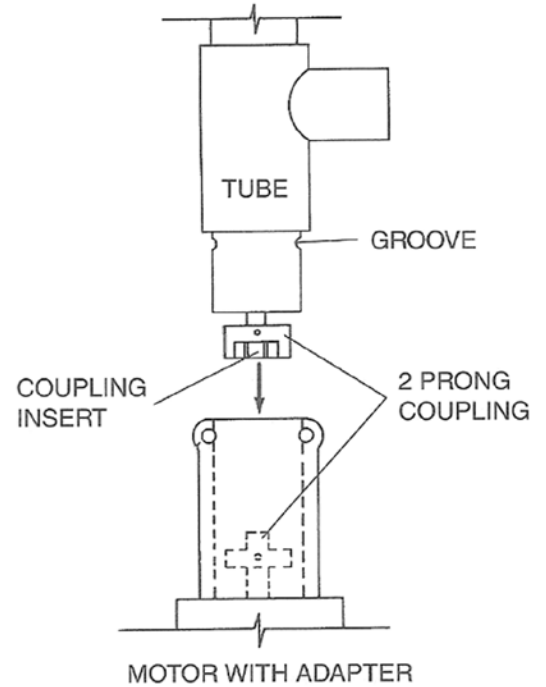 TUBE
GROOVE
COUPLING
INSERT
2 PRONG
COUPLING
MOTOR WITH ADAPTER